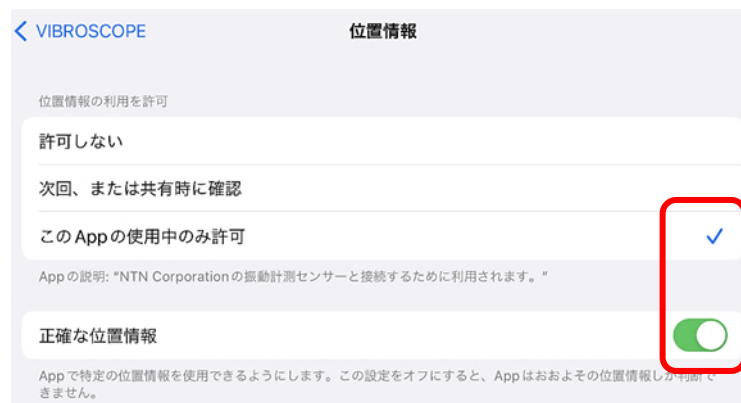 VIBROSCOPE 位置情報
位置情報の利用を許可
許可しない
次回、または共有時に確認
このAppの使用中のみ許可
Appの説明: “NTN Corporationの振動計測センサーと接続するために利用されます。”
正確な位置情報
Appで特定の位置情報を使用できるようにします。この設定をオフにすると、Appはおおよその位置情報しか判断で
きません。